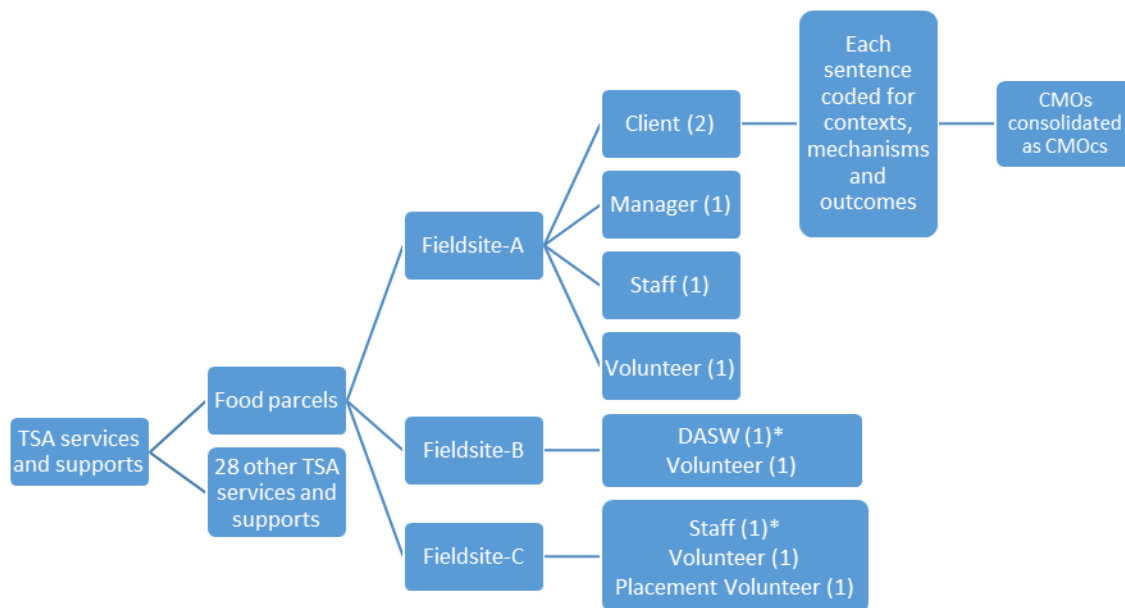 TSA services
and supports
Food parcels
28 other TSA
services and
supports
Fieldsite-A
Fieldsite-B
Fieldsite-C
Client (2)
Manager (1)
Staff (1)
Volunteer (1)
DASW (1)*
Volunteer (1)
Staff (1)*
Volunteer (1)
Placement Volunteer (1)
Each
sentence
coded for
contexts,
mechanisms
and
outcomes
CMOs
consolidated
as CMOcs